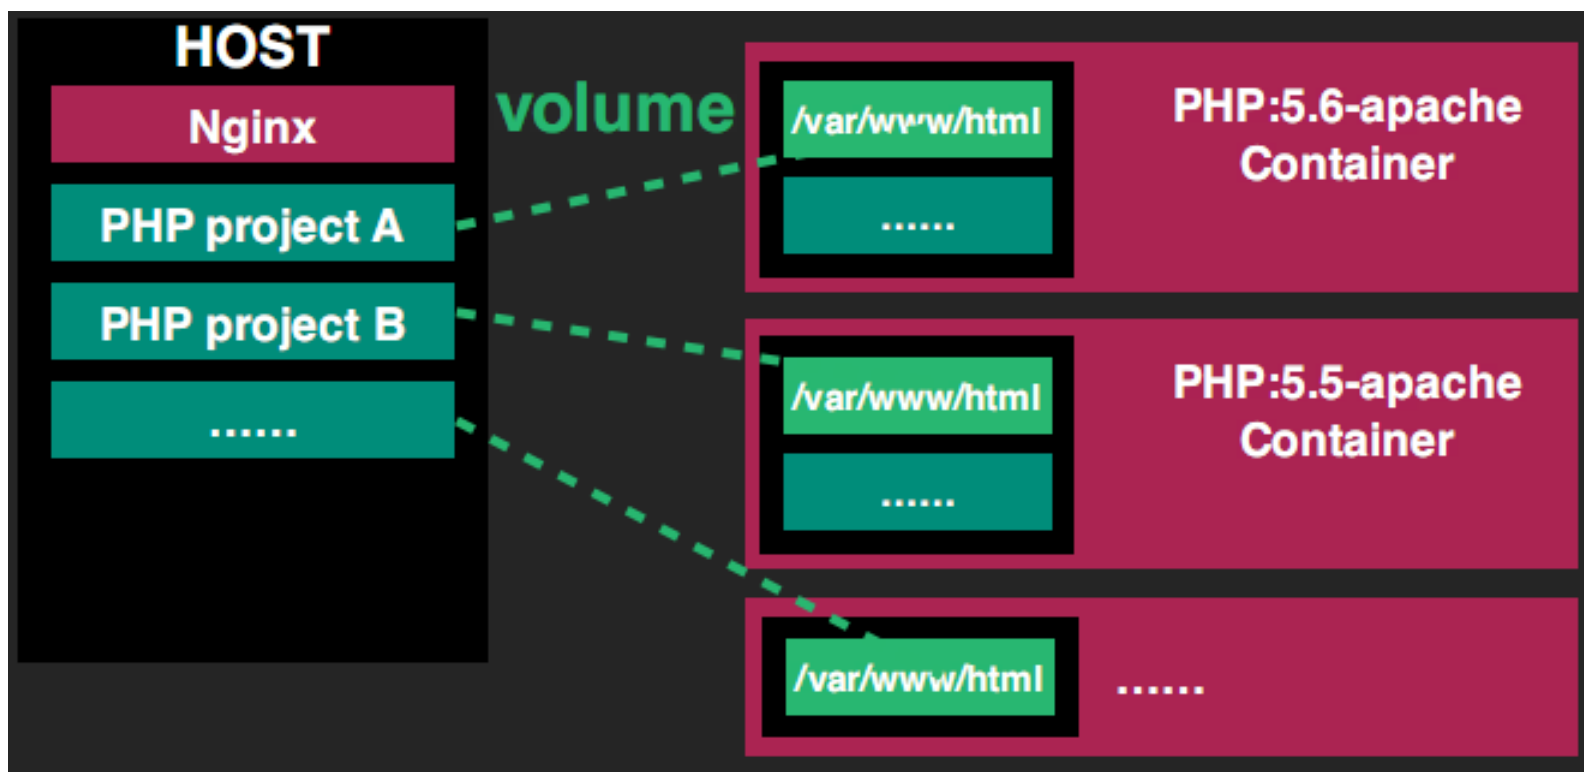 HOST
Nginx
PHP project A
PHP project B
......
volume
/var/www/html
......
PHP:5.6-apache
Container
/var/www/html
......
PHP:5.5-apache
Container
/var/www/html
......